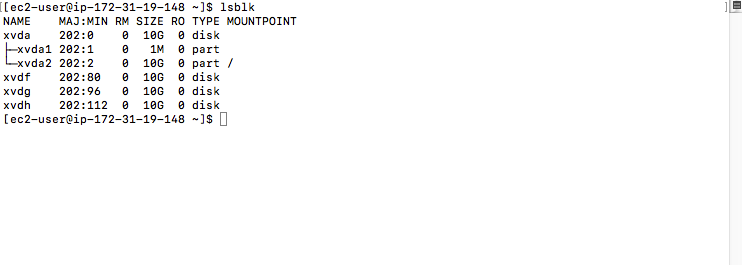 [[ec2-user@ip-172-31-19-148 ~]$ lsblk ]
NAME    MAJ:MIN RM SIZE RO TYPE MOUNTPOINT
xvda    202:0    0  10G  0 disk
├─xvda1 202:1    0   1M  0 part
└─xvda2 202:2    0  10G  0 part /
xvdf    202:80   0  10G  0 disk
xvdg    202:96   0  10G  0 disk
xvdh    202:112  0  10G  0 disk
[ec2-user@ip-172-31-19-148 ~]$